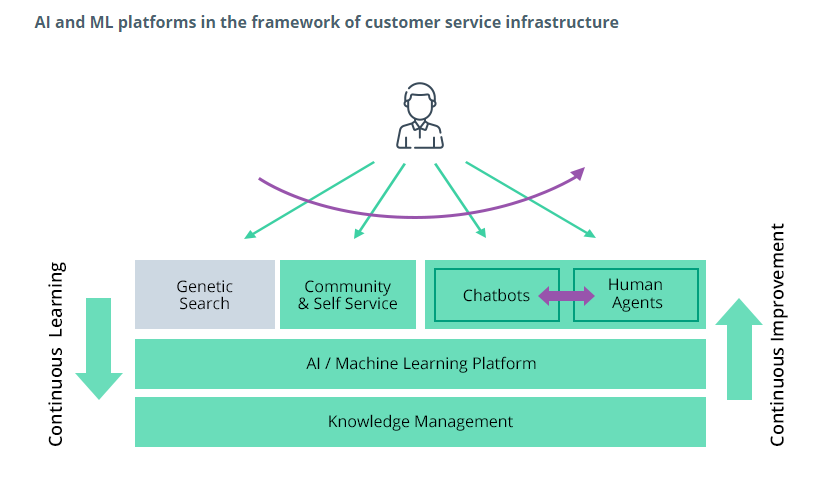 AI and ML platforms in the framework of customer service infrastructure
Continuous Learning
Genetic
Search
Community
& Self Service
Chatbots
Human
Agents
Continuous Improvement
AI / Machine Learning Platform
Knowledge Management